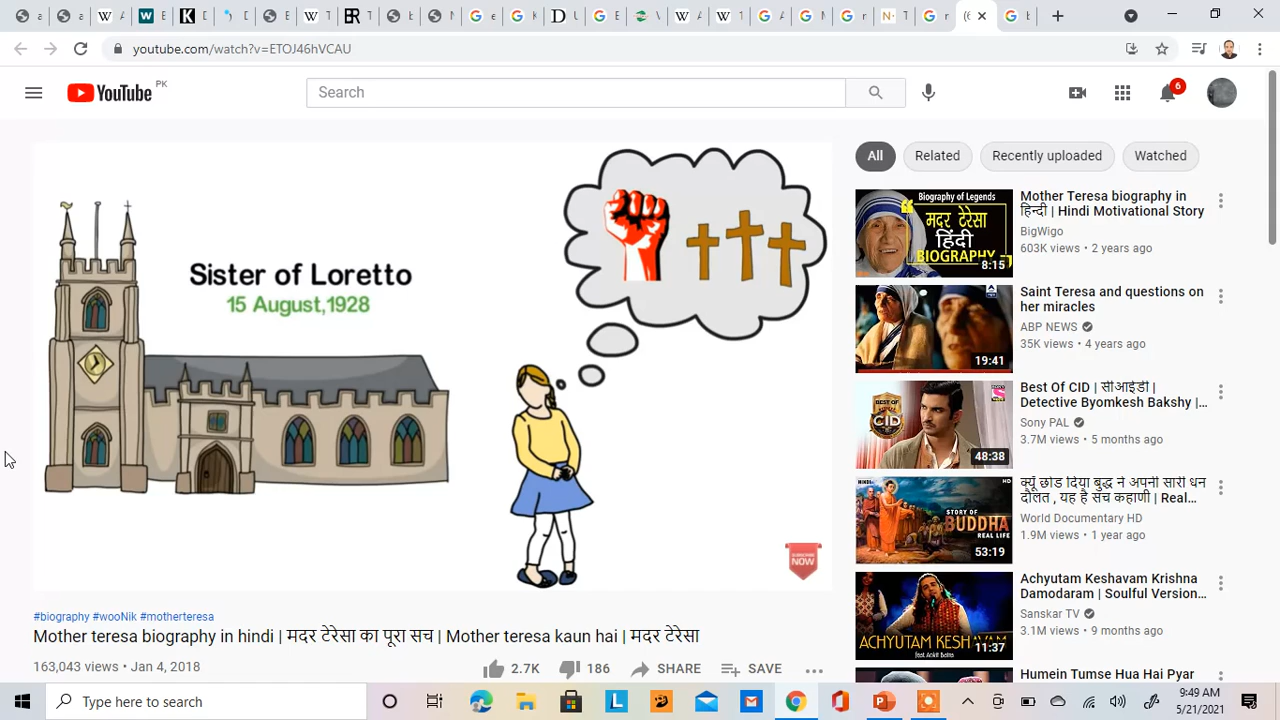 youtube.com/watch?v=ETOJ46hVCAU
YouTube PK
Search
6
Sister of Loretto
15 August,1928
NOW
#biography #wooNik #motherteresa
Mother teresa biography in hindi | मदर टेरेसा का पूरा सच | Mother teresa kaun hai | मदर टेरेसा
163,043 views • Jan 4, 2018
2.7K
186
SHARE
SAVE
All
Related
Recently uploaded
Watched
Biography of Legends
मदर टेरेसा
हिंदी
BIOGRAPHY
8:15
Mother Teresa biography in
हिन्दी | Hindi Motivational Story
BigWigo
603K views • 2 years ago
19:41
Saint Teresa and questions on
her miracles
ABP NEWS
35K views • 4 years ago
BEST OF
CID
48:38
Best Of CID | सीआईडी |
Detective Byomkesh Bakshy |...
Sony PAL
3.7M views • 5 months ago
HINDI
HD
STORY OF
BUDDHA
REAL LIFE
53:19
क्यूँ छोड़ दिया बुद्ध ने अपनी सारी धन
दौलत , यह है सच कहाणी | Real...
World Documentary HD
1.9M views • 1 year ago
ACHYUTAM KESHAVAM
feat. Ankit Batra
11:37
Achyutam Keshavam Krishna
Damodaram | Soulful Version...
Sanskar TV
3.1M views • 9 months ago
Humein Tumse Hua Hai Pyar
Type here to search
9:49 AM
5/21/2021